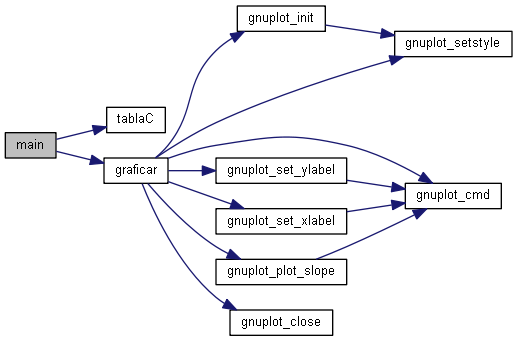 gnuplot_init
gnuplot_setstyle
tablaC
main
graficar
gnuplot_set_ylabel
gnuplot_cmd
gnuplot_set_xlabel
gnuplot_plot_slope
gnuplot_close